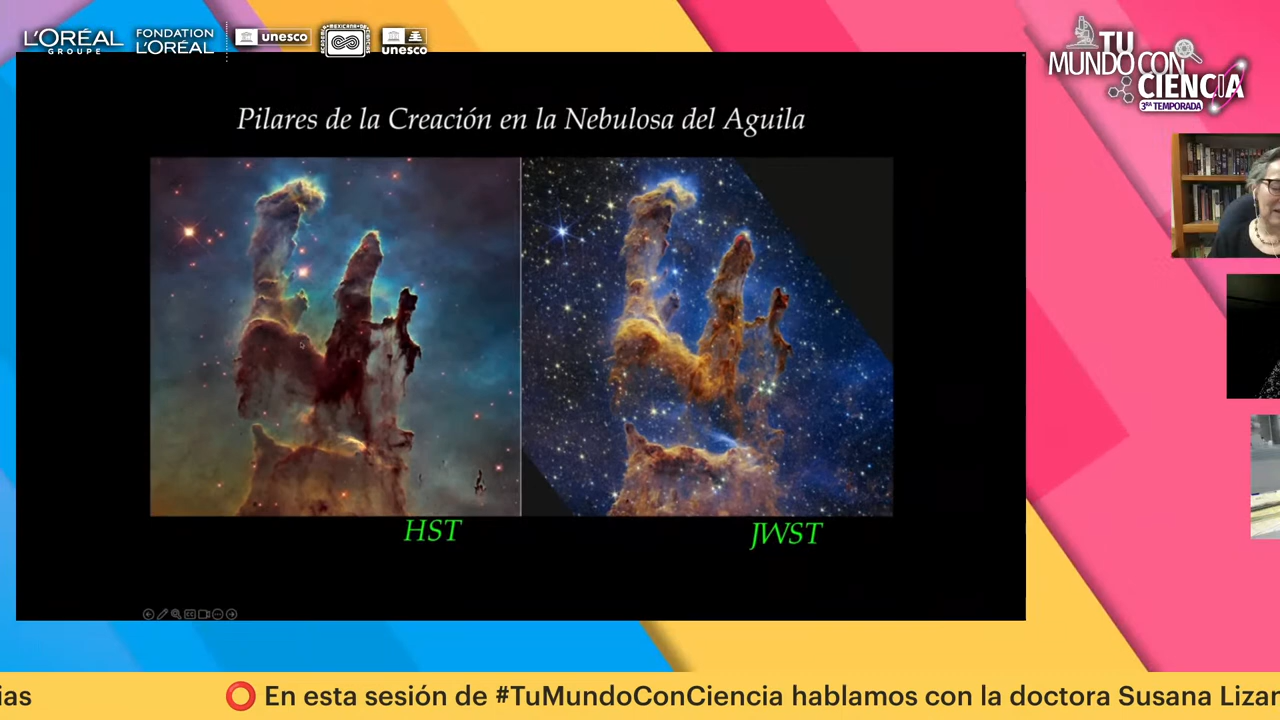 L'ORÉAL
GROUPE
FONDATION
L'ORÉAL
unesco
unesco
TU
MUNDO CON
CIENCIA
3RA TEMPORADA
Pilares de la Creación en la Nebulosa del Aguila
HST
JWST
ias
En esta sesión de #TuMundoConCiencia hablamos con la doctora Susana Lizan